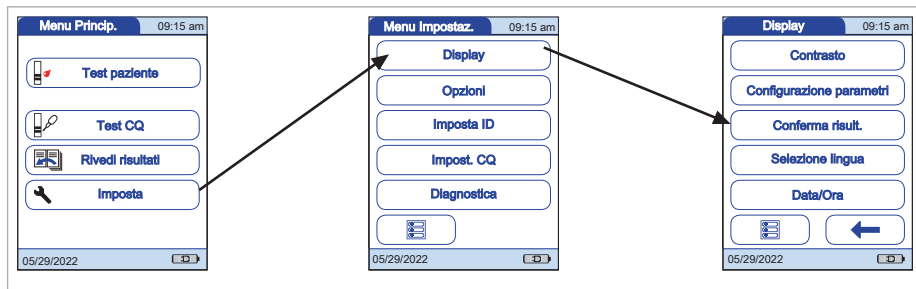 Menu Princip.
09:15 am
Test paziente
Test CQ
Rivedi risultati
Imposta
05/29/2022
Menu Impostaz.
09:15 am
Display
Opzioni
Imposta ID
Impost. CQ
Diagnostica
05/29/2022
Display
09:15 am
Contrasto
Configurazione parametri
Conferma risult.
Selezione lingua
Data/Ora
05/29/2022